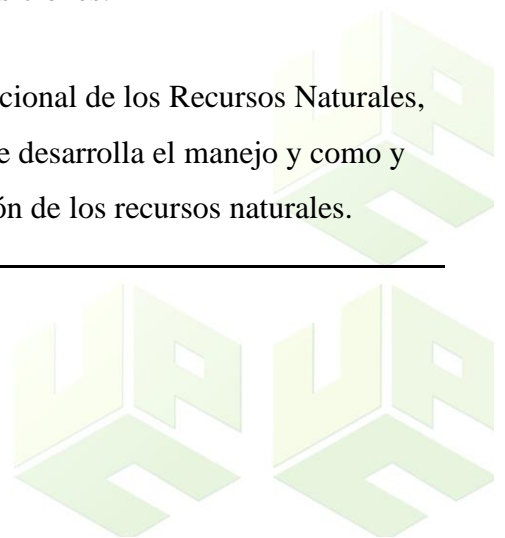 cional de los Recursos Naturales,
e desarrolla el manejo y como y
ón de los recursos naturales.